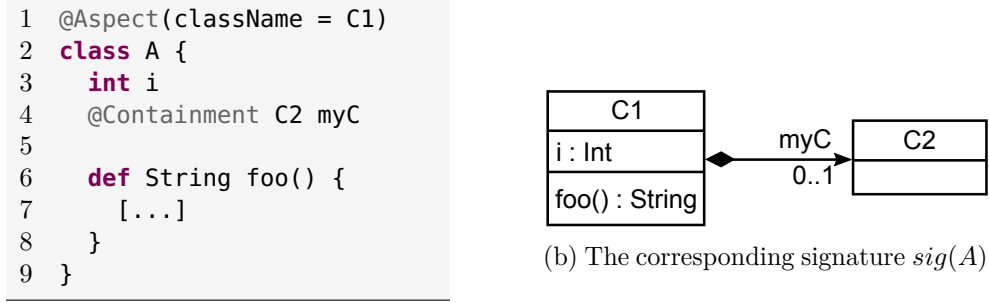 1 @Aspect(className = C1)
2 class A {
3   int i
4   @Containment C2 myC
5
6   def String foo() {
7     [...]
8   }
9 }
C1
i : Int
foo() : String
myC
0..1
C2
(b) The corresponding signature sig(A)